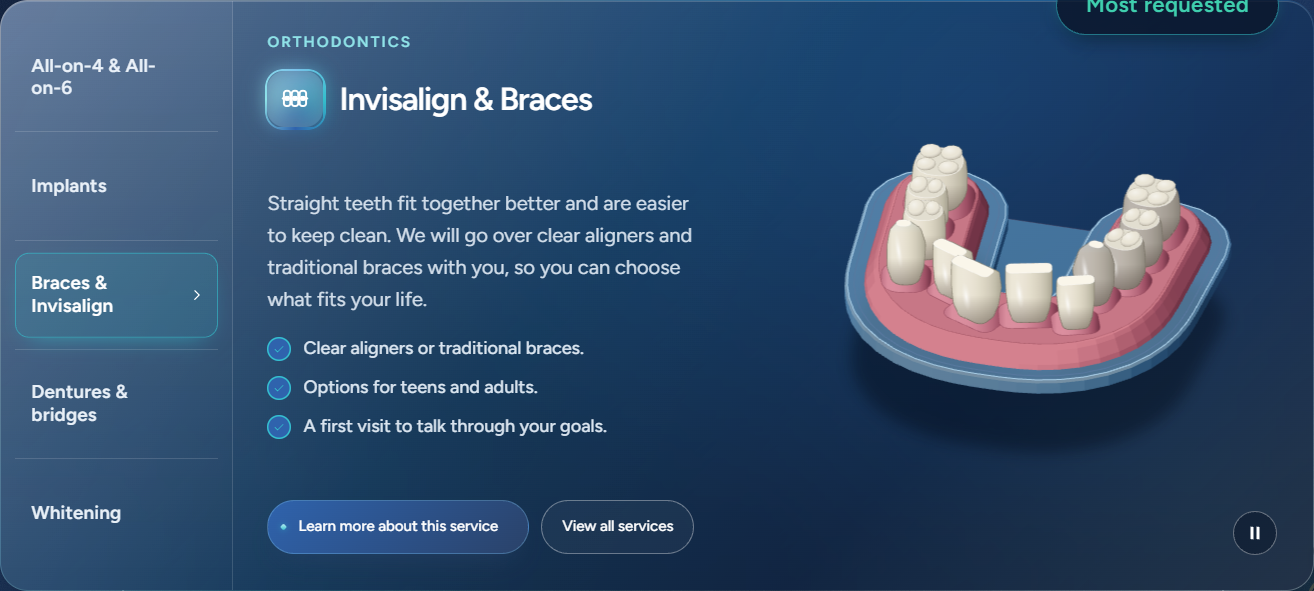 Most requested
All-on-4 & All-
on-6
Implants
Braces &
Invisalign
Dentures &
bridges
Whitening
ORTHODONTICS
Invisalign & Braces
Straight teeth fit together better and are easier
to keep clean. We will go over clear aligners and
traditional braces with you, so you can choose
what fits your life.
Clear aligners or traditional braces.
Options for teens and adults.
A first visit to talk through your goals.
Learn more about this service
View all services